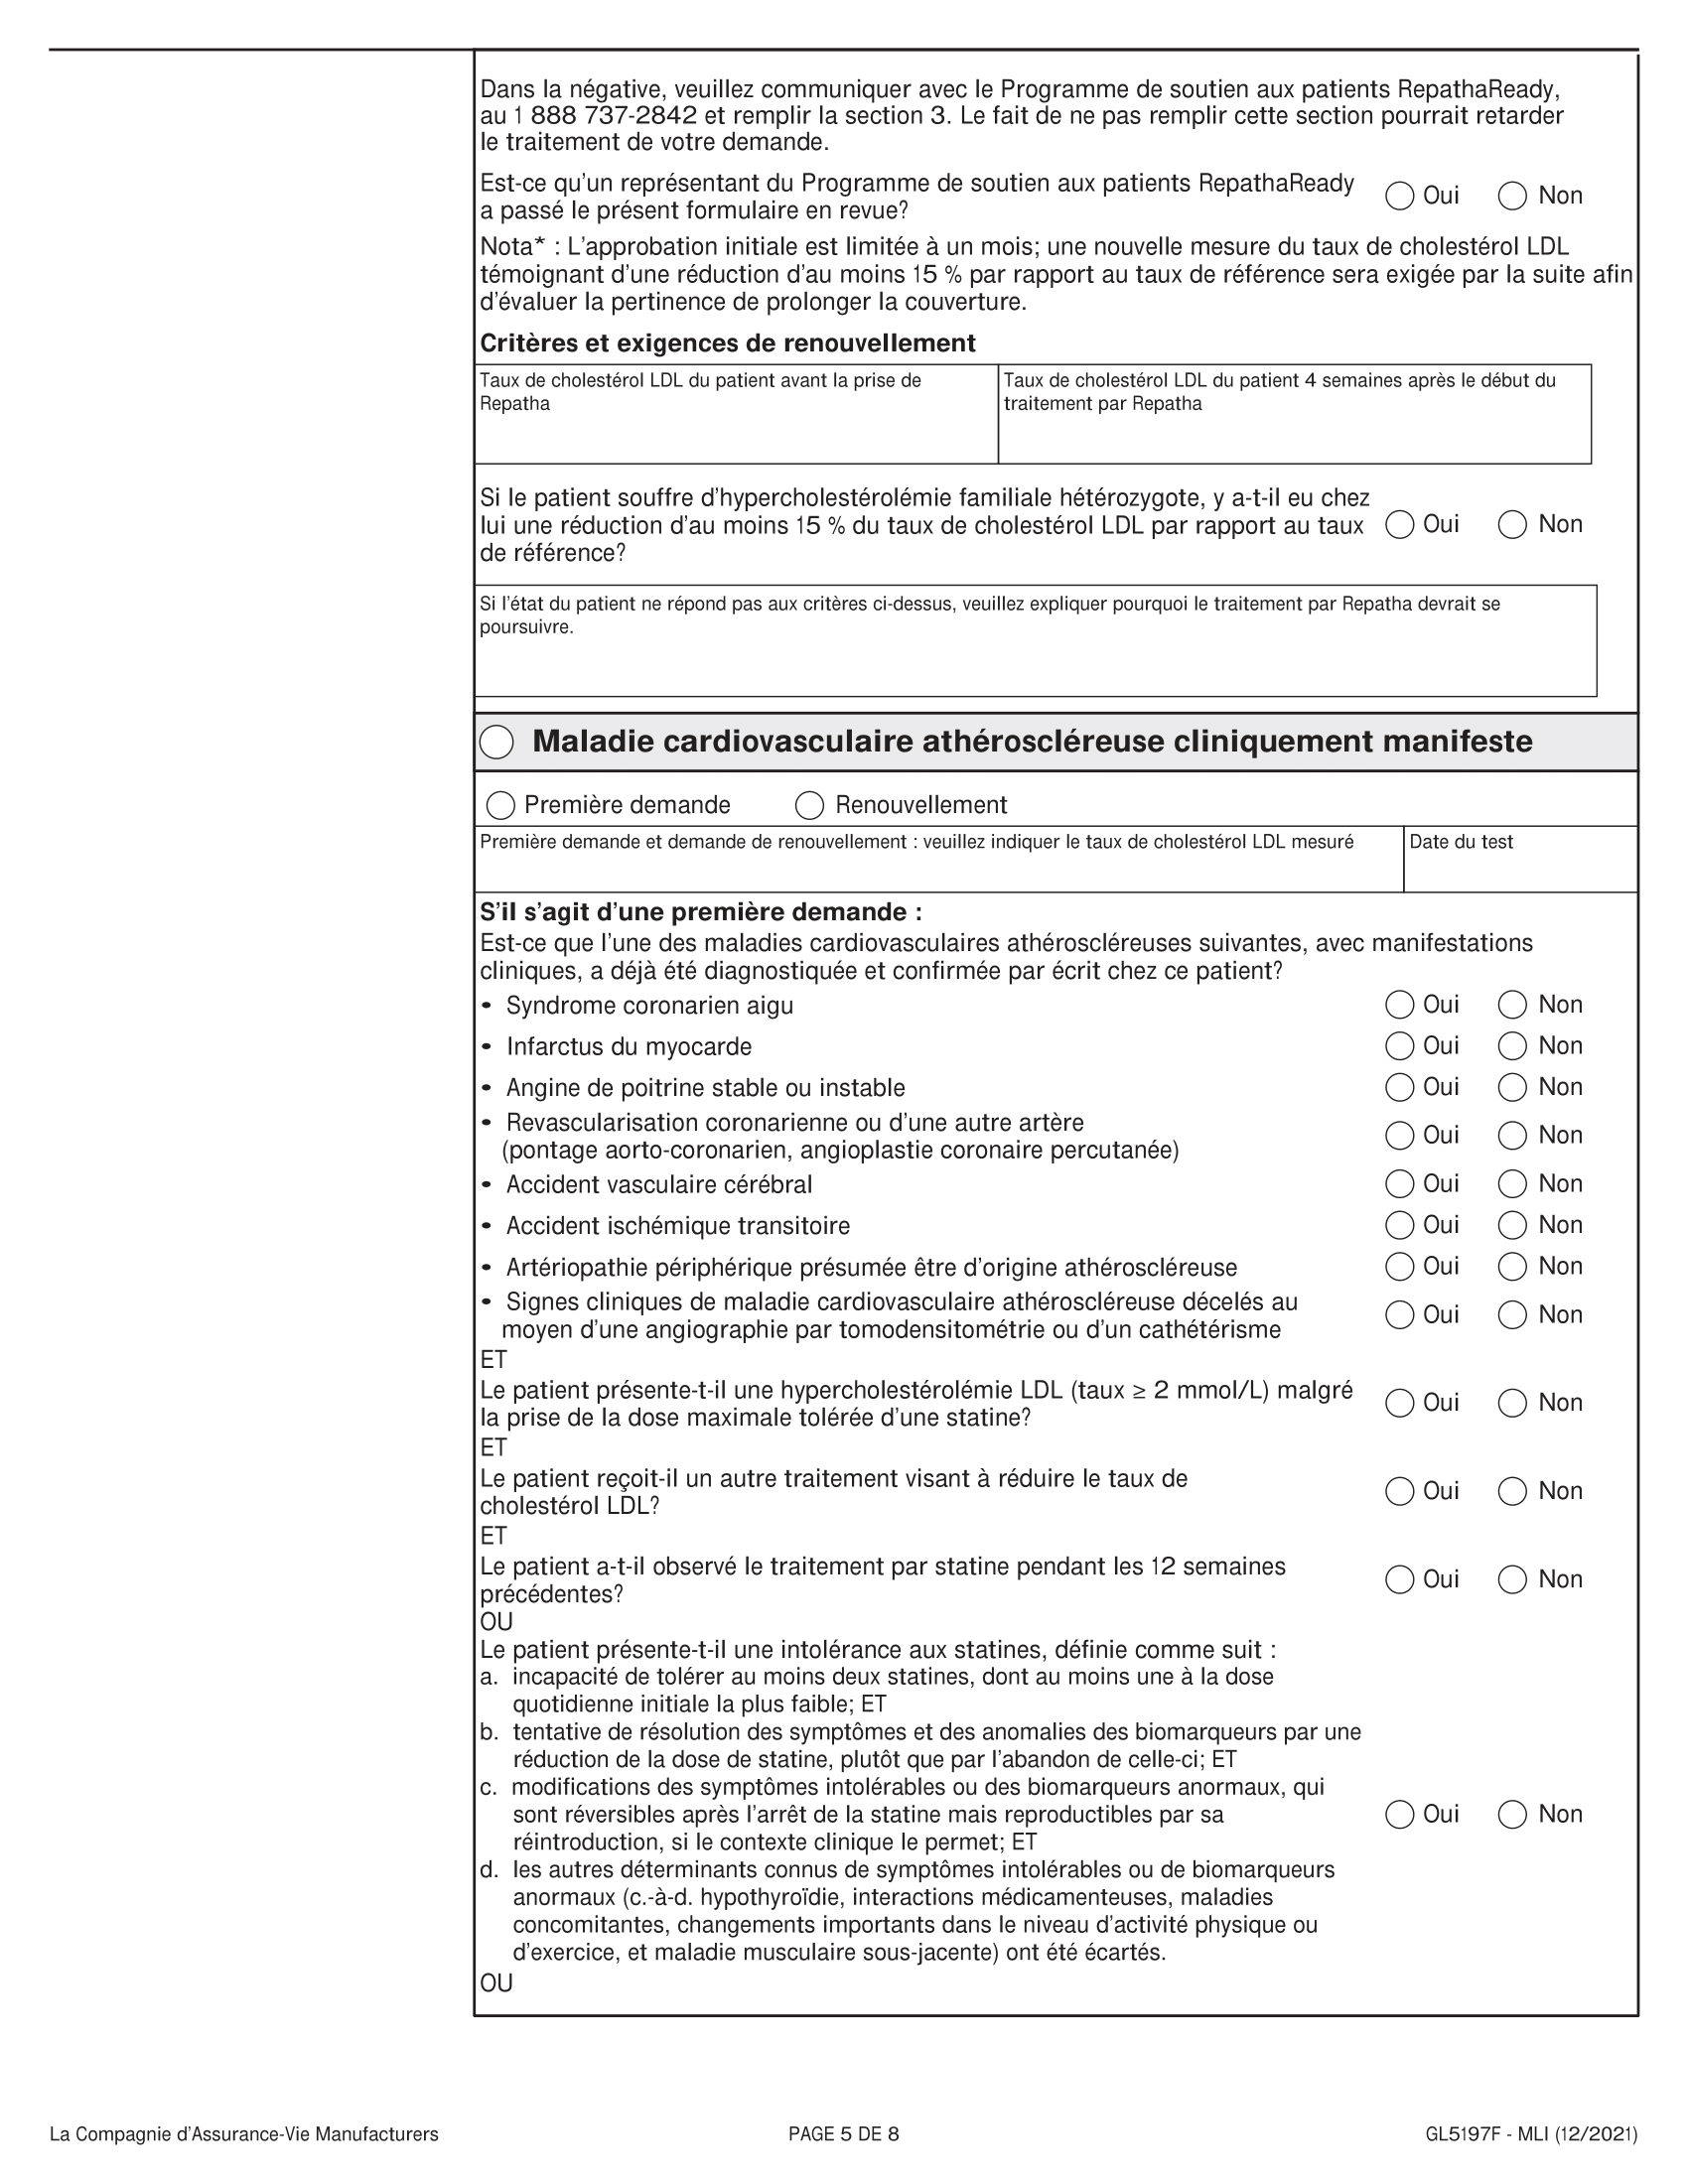 Dans la négative, veuillez communiquer avec le Programme de soutien aux patients RepathaReady,
au 1 888 737-2842 et remplir la section 3. Le fait de ne pas remplir cette section pourrait retarder
le traitement de votre demande.
Est-ce qu'un représentant du Programme de soutien aux patients RepathaReady
a passé le présent formulaire en revue?
Oui Non
Nota* : L'approbation initiale est limitée à un mois; une nouvelle mesure du taux de cholestérol LDL
témoignant d'une réduction d'au moins 15 % par rapport au taux de référence sera exigée par la suite afin
d'évaluer la pertinence de prolonger la couverture.
Critères et exigences de renouvellement
Taux de cholestérol LDL du patient avant la prise de
Repatha
Taux de cholestérol LDL du patient 4 semaines après le début du
traitement par Repatha
Si le patient souffre d'hypercholestérolémie familiale hétérozygote, y a-t-il eu chez
lui une réduction d'au moins 15 % du taux de cholestérol LDL par rapport au taux
de référence?
Oui Non
Si l'état du patient ne répond pas aux critères ci-dessus, veuillez expliquer pourquoi le traitement par Repatha devrait se
poursuivre.
Maladie cardiovasculaire athéroscléreuse cliniquement manifeste
Première demande Renouvellement
Première demande et demande de renouvellement : veuillez indiquer le taux de cholestérol LDL mesuré
Date du test
S'il s'agit d'une première demande :
Est-ce que l'une des maladies cardiovasculaires athéroscléreuses suivantes, avec manifestations
cliniques, a déjà été diagnostiquée et confirmée par écrit chez ce patient?
• Syndrome coronarien aigu Oui Non
• Infarctus du myocarde Oui Non
• Angine de poitrine stable ou instable Oui Non
• Revascularisation coronarienne ou d'une autre artère
(pontage aorto-coronarien, angioplastie coronaire percutanée) Oui Non
• Accident vasculaire cérébral Oui Non
• Accident ischémique transitoire Oui Non
• Artériopathie périphérique présumée être d'origine athéroscléreuse Oui Non
• Signes cliniques de maladie cardiovasculaire athéroscléreuse décelés au
moyen d'une angiographie par tomodensitométrie ou d'un cathétérisme Oui Non
ET
Le patient présente-t-il une hypercholestérolémie LDL (taux ≥ 2 mmol/L) malgré
la prise de la dose maximale tolérée d'une statine?
Oui Non
ET
Le patient reçoit-il un autre traitement visant à réduire le taux de
cholestérol LDL?
Oui Non
ET
Le patient a-t-il observé le traitement par statine pendant les 12 semaines
précédentes?
Oui Non
OU
Le patient présente-t-il une intolérance aux statines, définie comme suit :
a. incapacité de tolérer au moins deux statines, dont au moins une à la dose
quotidienne initiale la plus faible; ET
b. tentative de résolution des symptômes et des anomalies des biomarqueurs par une
réduction de la dose de statine, plutôt que par l'abandon de celle-ci; ET
c. modifications des symptômes intolérables ou des biomarqueurs anormaux, qui
sont réversibles après l'arrêt de la statine mais reproductibles par sa
réintroduction, si le contexte clinique le permet; ET
Oui Non
d. les autres déterminants connus de symptômes intolérables ou de biomarqueurs
anormaux (c.-à-d. hypothyroïdie, interactions médicamenteuses, maladies
concomitantes, changements importants dans le niveau d'activité physique ou
d'exercice, et maladie musculaire sous-jacente) ont été écartés.
OU
La Compagnie d'Assurance-Vie Manufacturers
PAGE 5 DE 8
GL5197F - MLI (12/2021)